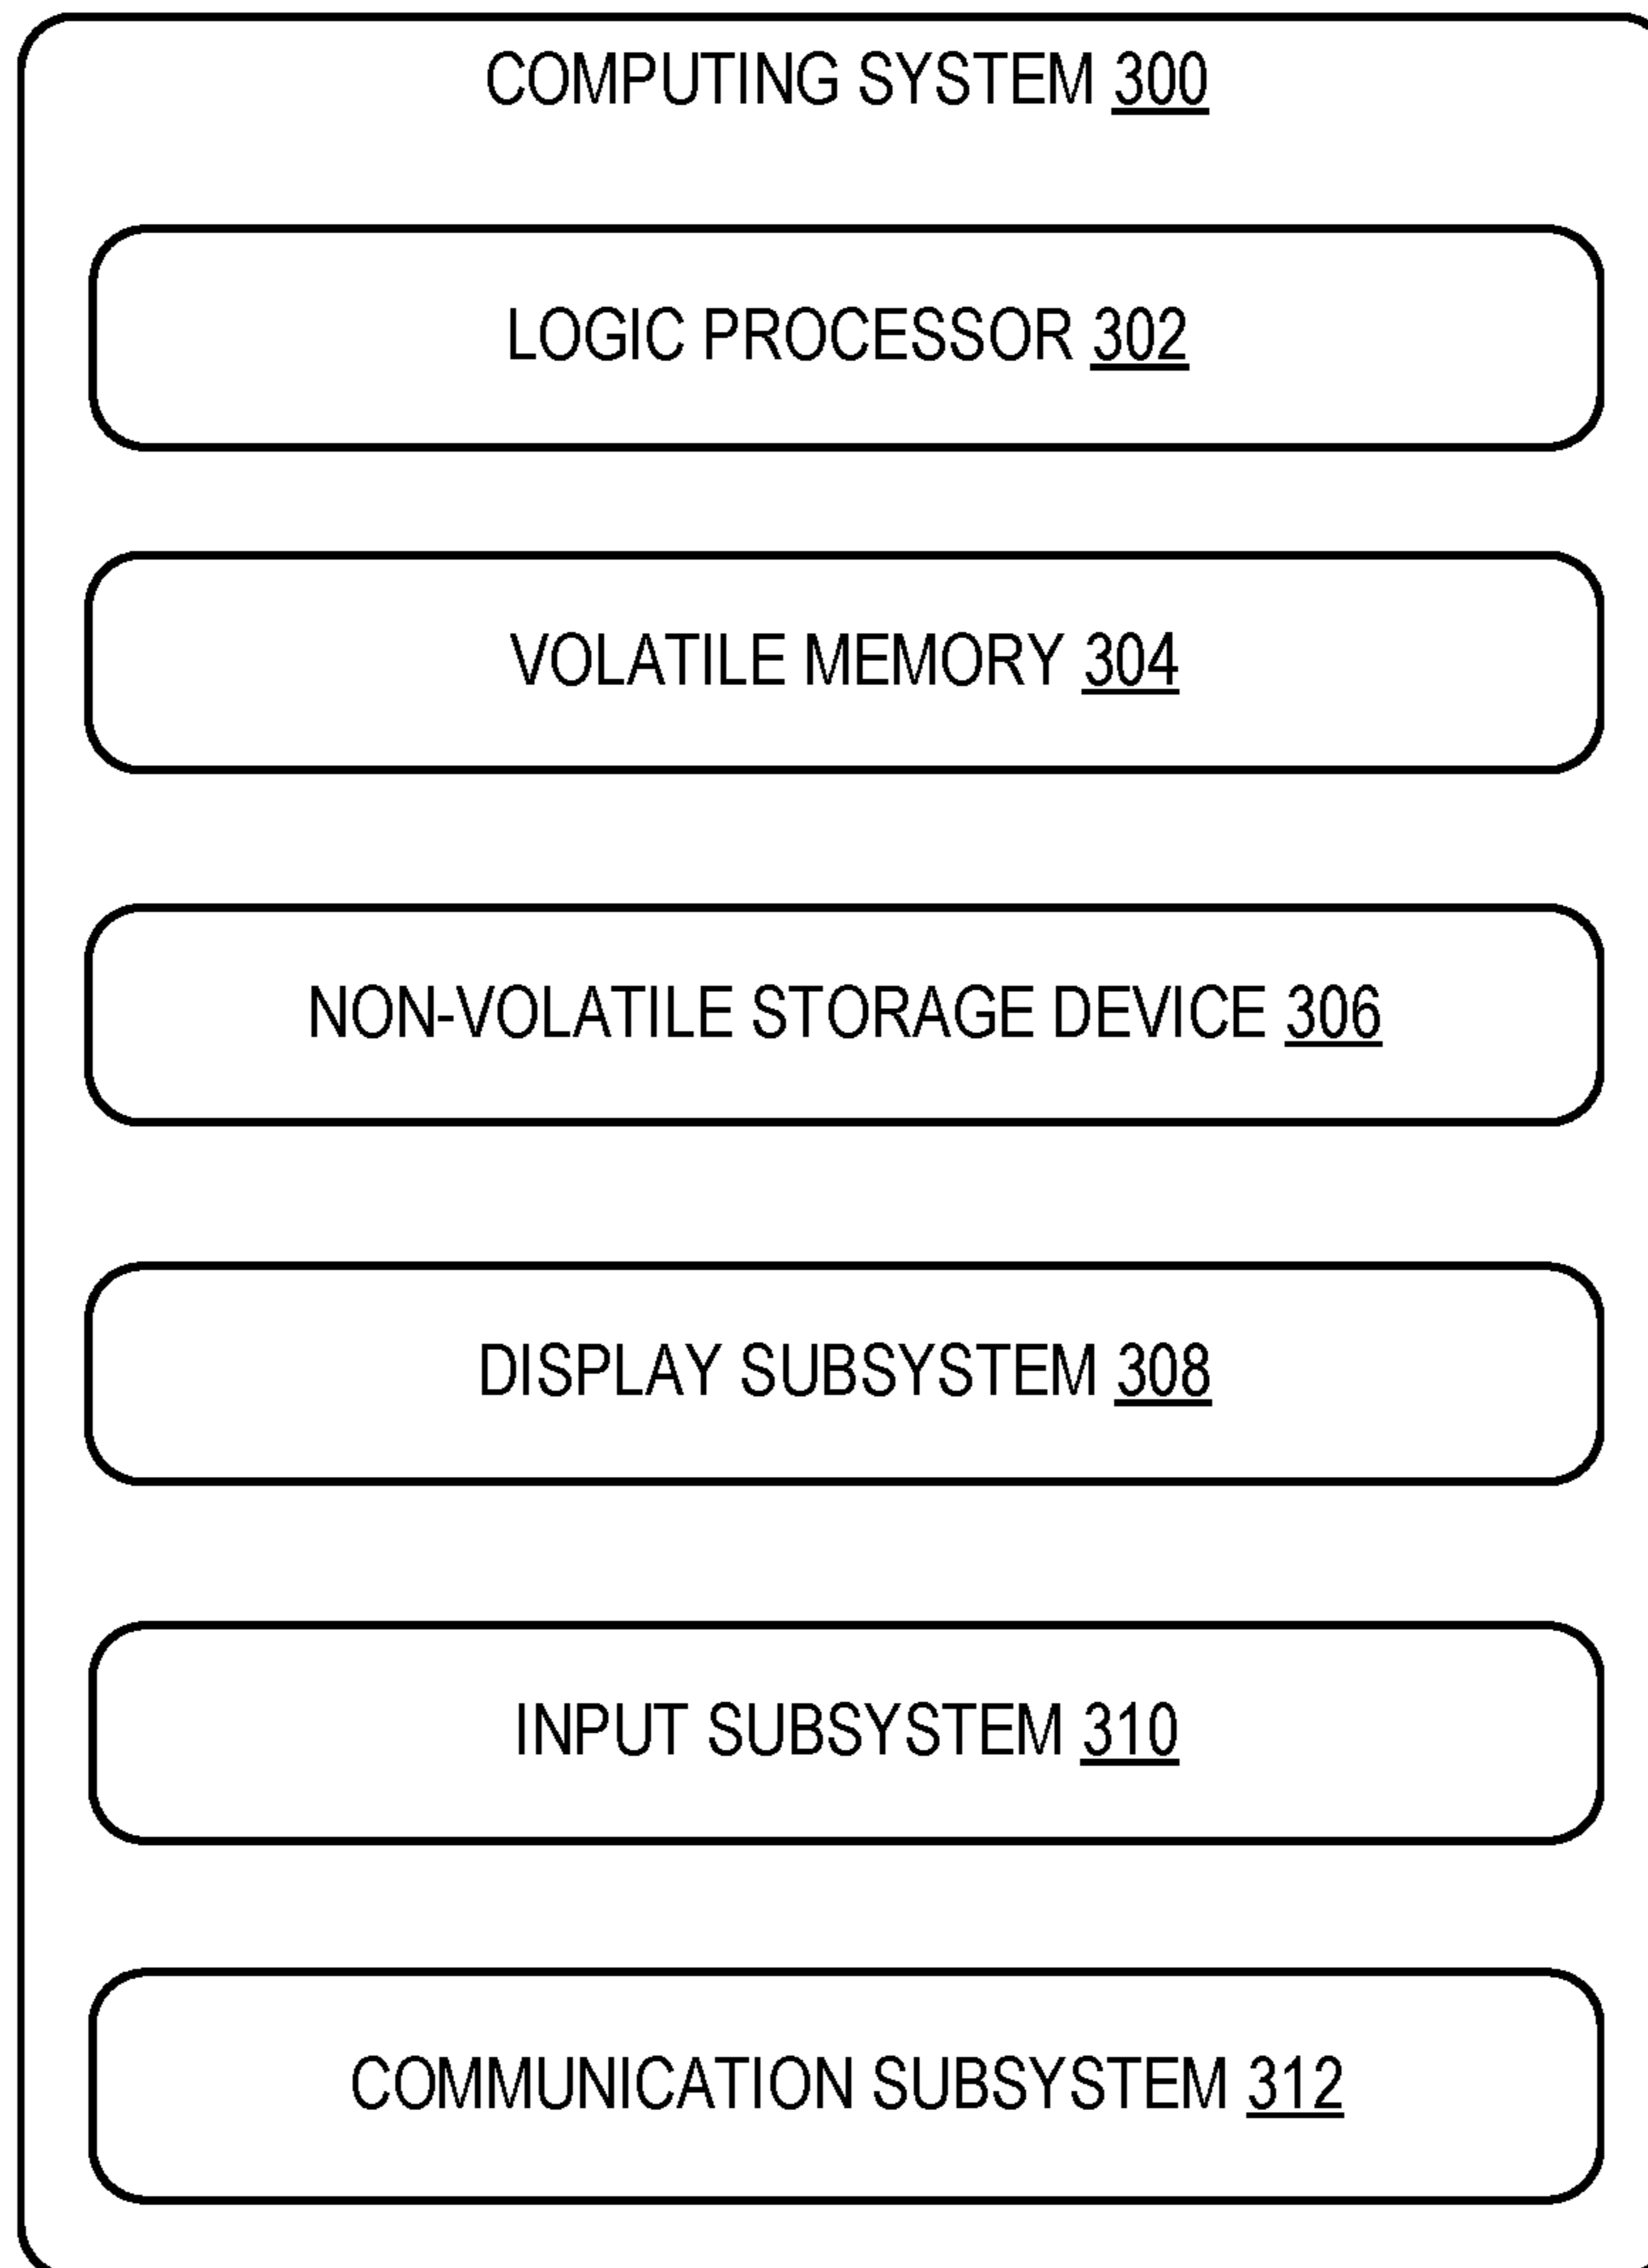 COMPUTING SYSTEM 300
LOGIC PROCESSOR 302
VOLATILE MEMORY 304
NON-VOLATILE STORAGE DEVICE 306
DISPLAY SUBSYSTEM 308
INPUT SUBSYSTEM 310
COMMUNICATION SUBSYSTEM 312